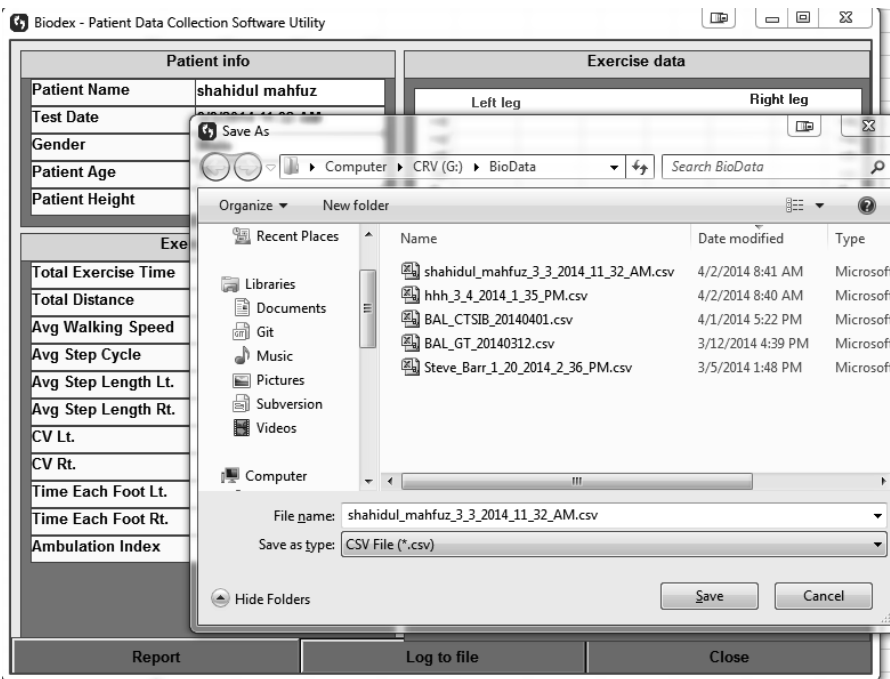 Biodex - Patient Data Collection Software Utility
Patient info
Exercise data
Patient Name
shahidul mahfuz
Left leg
Right leg
Test Date
Gender
Patient Age
Patient Height
Save As
Computer
CRV (G:)
BioData
Search BioData
Organize
New folder
Recent Places
Libraries
Documents
Git
Music
Pictures
Subversion
Videos
Computer
Name
Date modified
Type
shahidul_mahfuz_3_3_2014_11_32_AM.csv 4/2/2014 8:41 AM Microsof
hhh_3_4_2014_1_35_PM.csv 4/2/2014 8:40 AM Microsof
BAL_CTSIB_20140401.csv 4/1/2014 5:22 PM Microsof
BAL_GT_20140312.csv 3/12/2014 4:39 PM Microsof
Steve_Barr_1_20_2014_2_36_PM.csv 3/5/2014 1:48 PM Microsof
File name: shahidul_mahfuz_3_3_2014_11_32_AM.csv
Save as type: CSV File (*.csv)
Hide Folders
Save
Cancel
Exe
Total Exercise Time
Total Distance
Avg Walking Speed
Avg Step Cycle
Avg Step Length Lt.
Avg Step Length Rt.
CV Lt.
CV Rt.
Time Each Foot Lt.
Time Each Foot Rt.
Ambulation Index
Report
Log to file
Close